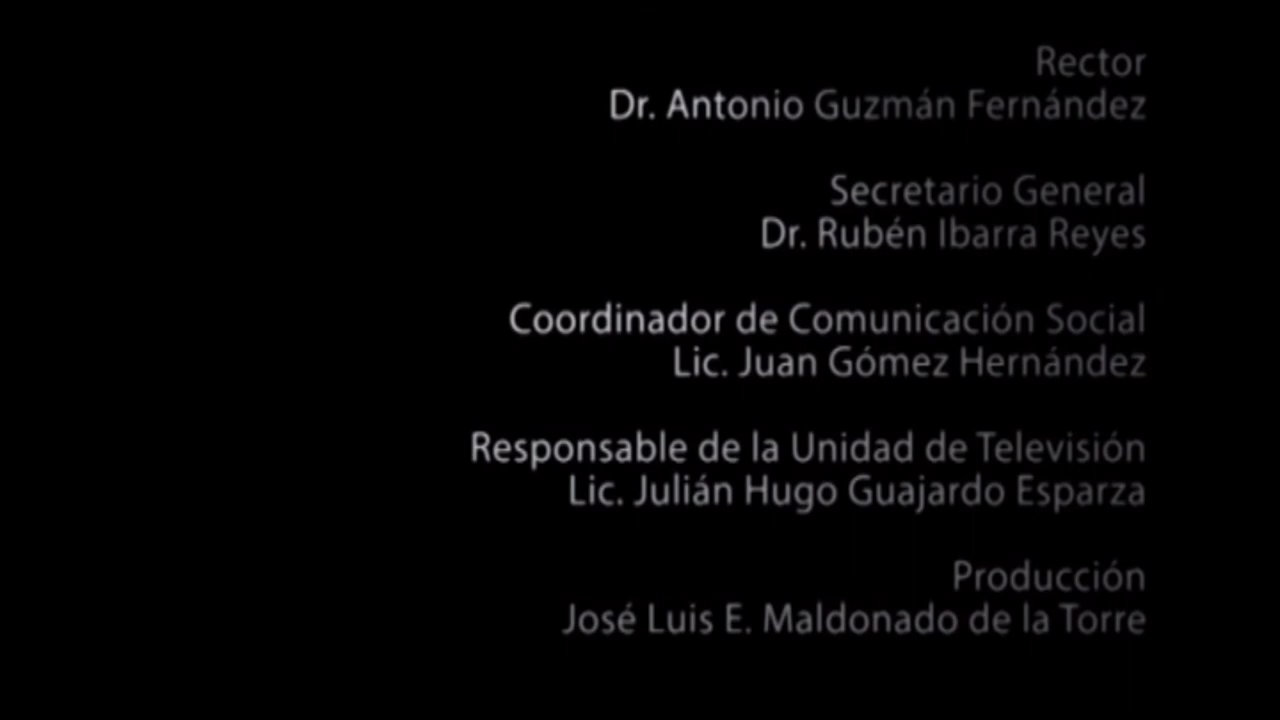 Rector
Dr. Antonio Guzmán Fernández
Secretario General
Dr. Rubén Ibarra Reyes
Coordinador de Comunicación Social
Lic. Juan Gómez Hernández
Responsable de la Unidad de Televisión
Lic. Julián Hugo Guajardo Esparza
Producción
José Luis E. Maldonado de la Torre